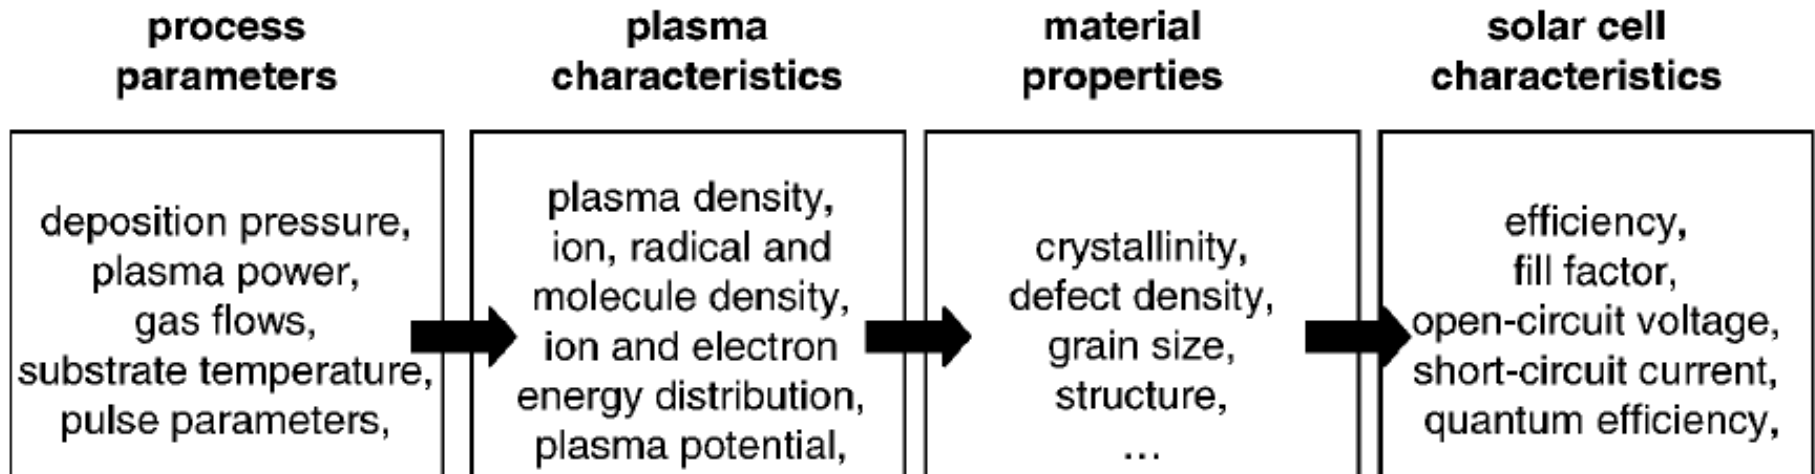 process
parameters
deposition pressure,
plasma power,
gas flows,
substrate temperature,
pulse parameters,
plasma
characteristics
plasma density,
ion, radical and
molecule density,
ion and electron
energy distribution,
plasma potential,
material
properties
crystallinity,
defect density,
grain size,
structure,
...
solar cell
characteristics
efficiency,
fill factor,
open-circuit voltage,
short-circuit current,
quantum efficiency,